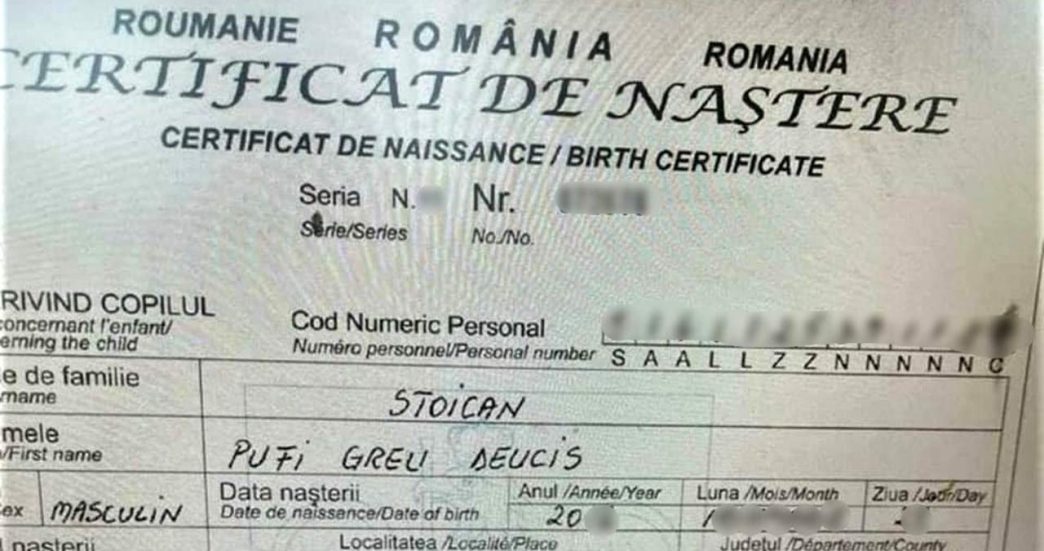 ROUMANIE ROMÂNIA ROMANIA
CERTIFICAT DE NAŞTERE
CERTIFICAT DE NAISSANCE / BIRTH CERTIFICATE
Seria N. Nr.
Série/Series No./No.
RIVIND COPILUL
concernant l'enfant/
erning the child
Cod Numeric Personal
Numéro personnel/Personal number
S A A L L Z Z N N N N N C
e de familie
rname
STOICAN
mele
/First name
PUFI GREU DEUCIS
ex MASCULIN
Data naşterii
Date de naissance/Date of birth
Anul /Année/Year Luna /Mois/Month Ziua /Jour/Day
20
l nasterii
Localitatea /Localité/Place Judeţul /Département/County